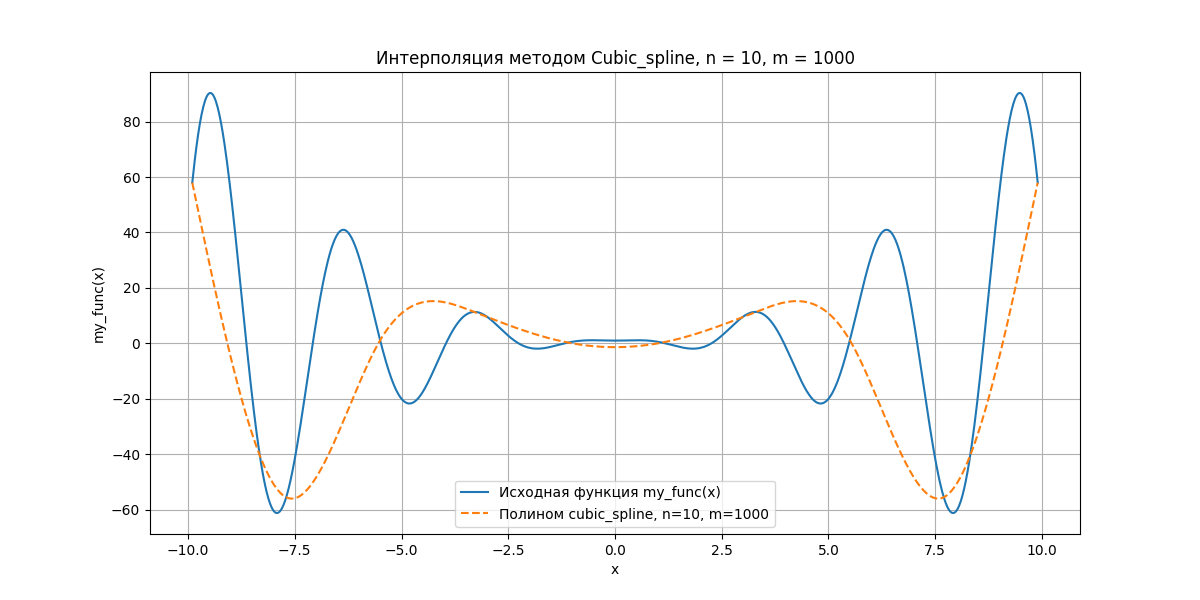 Интерполяция методом Cubic_spline, n = 10, m = 1000
my_func(x)
80
60
40
20
0
−20
−40
−60
Исходная функция my_func(x)
Полином cubic_spline, n=10, m=1000
−10.0 −7.5 −5.0 −2.5 0.0 2.5 5.0 7.5 10.0
x